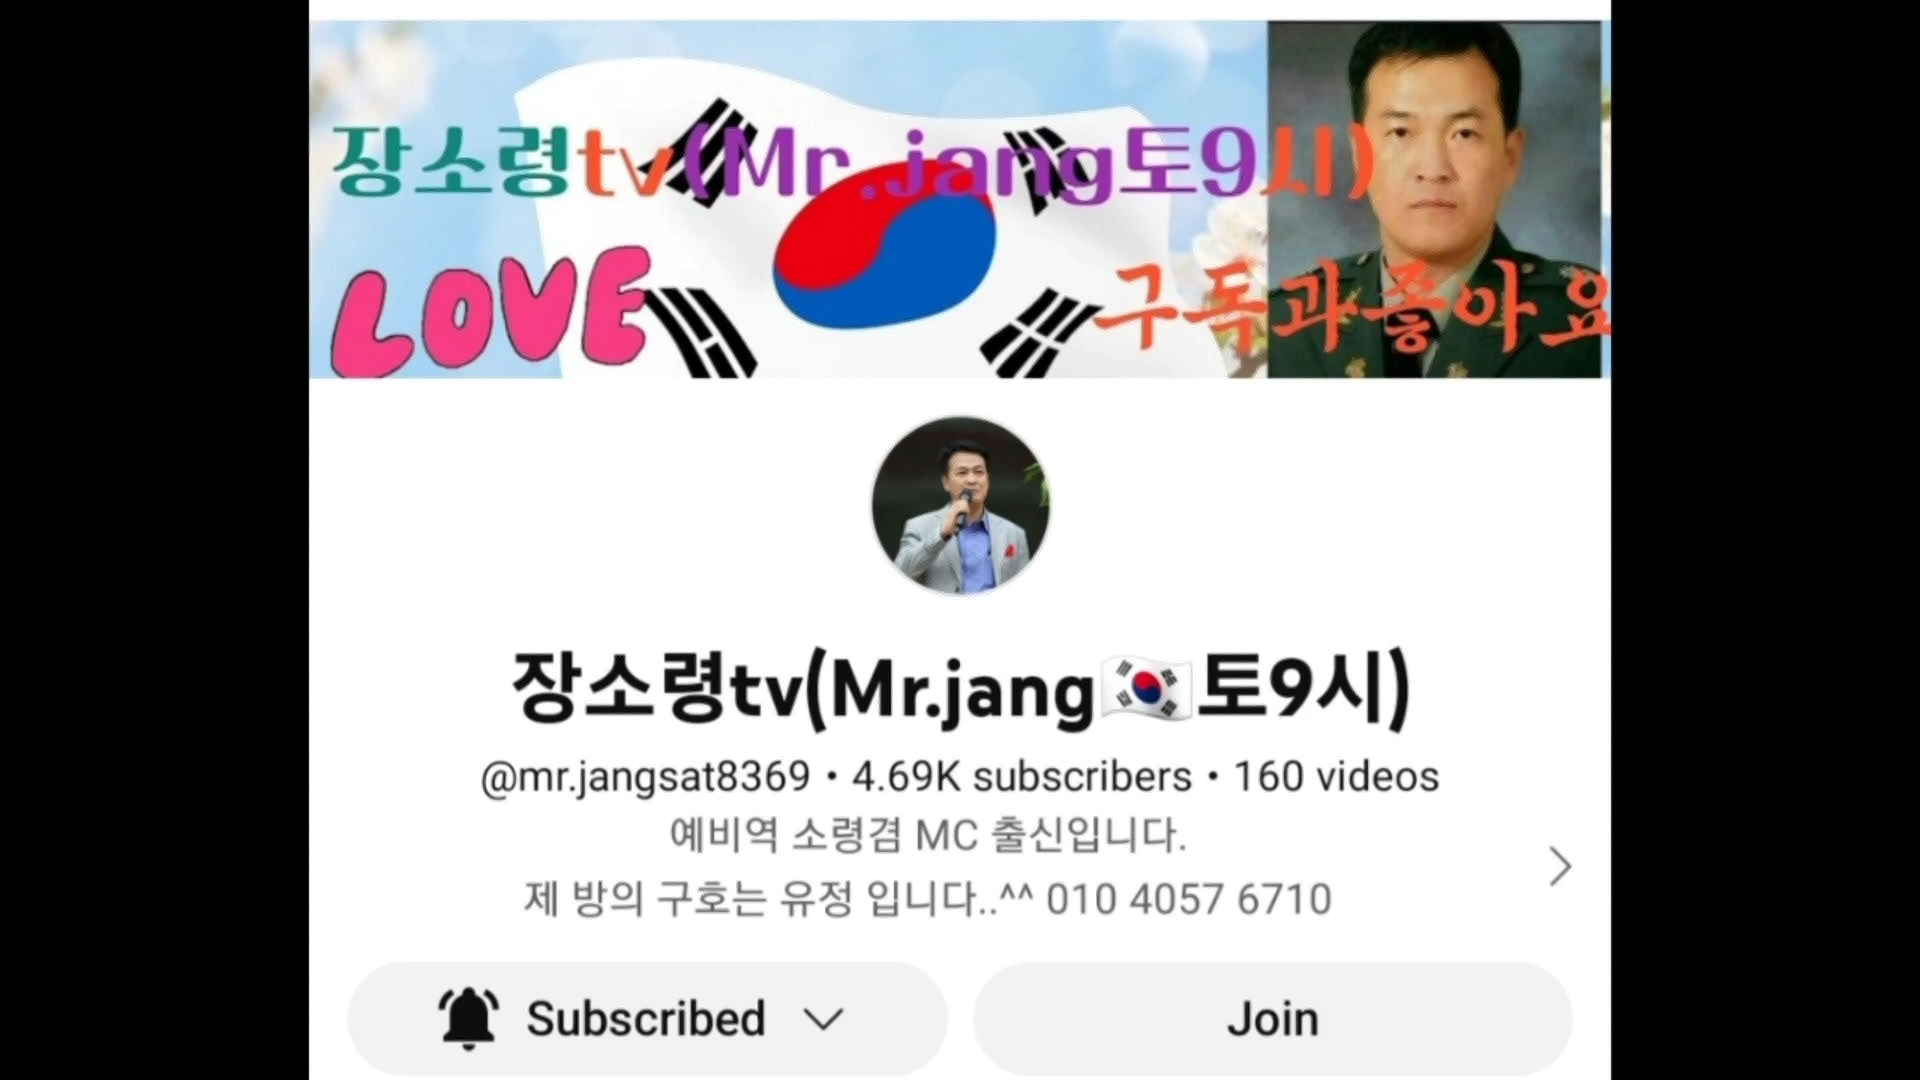 장소령tv(Mr.jang토9시)
LOVE
구독과좋아요
장소령tv(Mr.jang🇰🇷토9시)
@mr.jangsat8369 • 4.69K subscribers • 160 videos
예비역 소령겸 MC 출신입니다.
제 방의 구호는 유정 입니다..^^ 010 4057 6710
Subscribed
Join